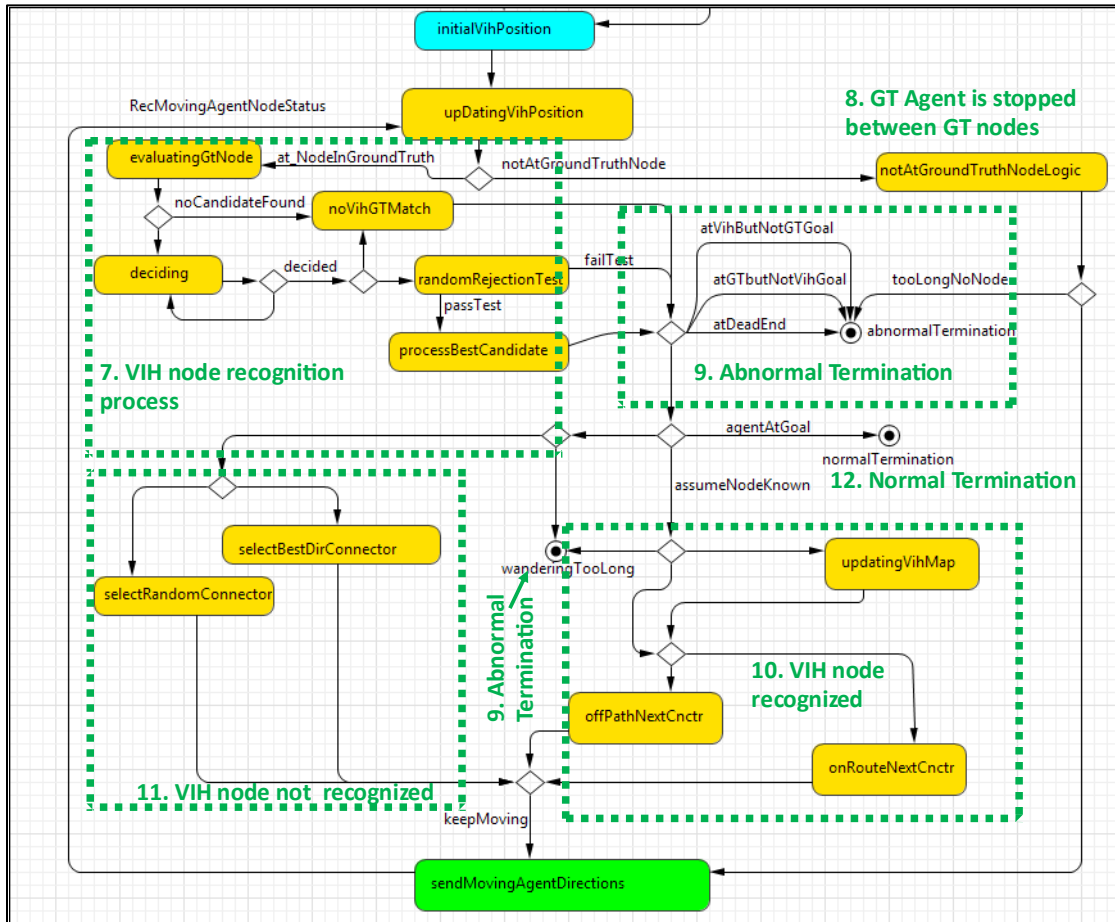 initialVihPosition
RecMovingAgentNodeStatus
upDatingVihPosition
8. GT Agent is stopped
between GT nodes
evaluatingGtNode
at_NodeInGroundTruth
notAtGroundTruthNode
notAtGroundTruthNodeLogic
noCandidateFound
noVihGTMatch
atVihButNotGTGoal
deciding
decided
randomRejectionTest
failTest
atGTbutNotVihGoal
tooLongNoNode
passTest
atDeadEnd
abnormalTermination
processBestCandidate
7. VIH node recognition
process
9. Abnormal Termination
agentAtGoal
normalTermination
12. Normal Termination
assumeNodeKnown
selectBestDirConnector
wanderingTooLong
updatingVihMap
selectRandomConnector
9. Abnormal
Termination
10. VIH node
recognized
offPathNextCnctr
onRouteNextCnctr
11. VIH node not recognized
keepMoving
sendMovingAgentDirections